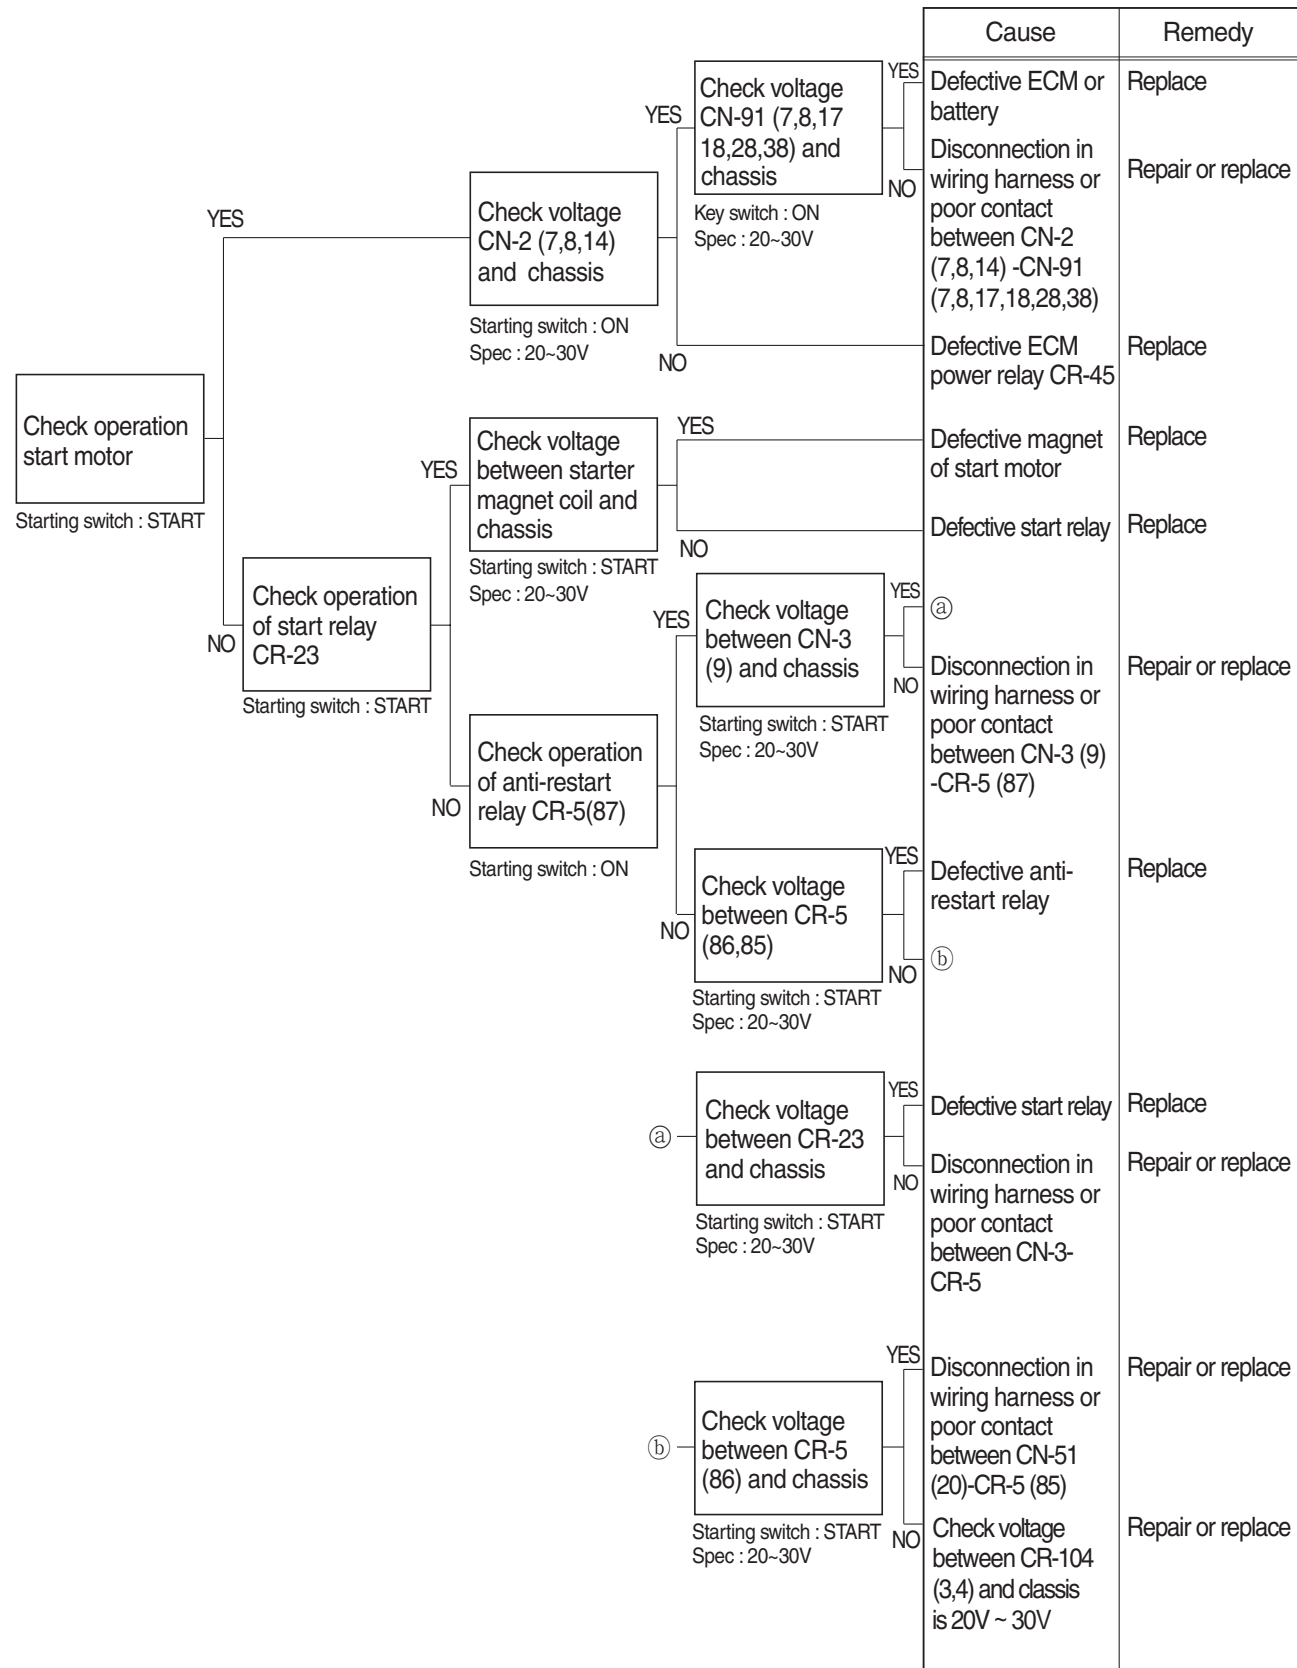 Cause
Remedy
YES
Check voltage
CN-91 (7,8,17
18,28,38) and
chassis
Key switch : ON
Spec : 20~30V
YES
Defective ECM or
battery
Replace
NO
Disconnection in
wiring harness or
poor contact
between CN-2
(7,8,14) -CN-91
(7,8,17,18,28,38)
Repair or replace
YES
Check voltage
CN-2 (7,8,14)
and chassis
Starting switch : ON
Spec : 20~30V
NO
Defective ECM
power relay CR-45
Replace
Check operation
start motor
Starting switch : START
YES
Check voltage
between starter
magnet coil and
chassis
Starting switch : START
Spec : 20~30V
YES
Defective magnet
of start motor
Replace
NO
Defective start relay
Replace
NO
Check operation
of start relay
CR-23
Starting switch : START
YES
Check voltage
between CN-3
(9) and chassis
Starting switch : START
Spec : 20~30V
YES
ⓐ
NO
Disconnection in
wiring harness or
poor contact
between CN-3 (9)
-CR-5 (87)
Repair or replace
NO
Check operation
of anti-restart
relay CR-5(87)
Starting switch : ON
NO
Check voltage
between CR-5
(86,85)
Starting switch : START
Spec : 20~30V
YES
Defective anti-
restart relay
Replace
NO
ⓑ
ⓐ
Check voltage
between CR-23
and chassis
Starting switch : START
Spec : 20~30V
YES
Defective start relay
Replace
NO
Disconnection in
wiring harness or
poor contact
between CN-3-
CR-5
Repair or replace
ⓑ
Check voltage
between CR-5
(86) and chassis
Starting switch : START
Spec : 20~30V
YES
Disconnection in
wiring harness or
poor contact
between CN-51
(20)-CR-5 (85)
Repair or replace
NO
Check voltage
between CR-104
(3,4) and classis
is 20V ~ 30V
Repair or replace